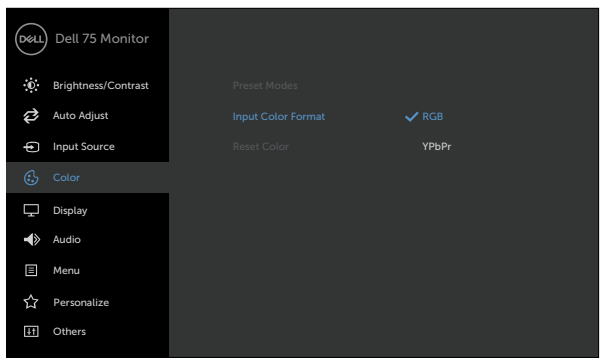 DELL Dell 75 Monitor
Brightness/Contrast
Preset Modes
Auto Adjust
Input Color Format
RGB
Input Source
Reset Color
YPbPr
Color
Display
Audio
Menu
Personalize
Others